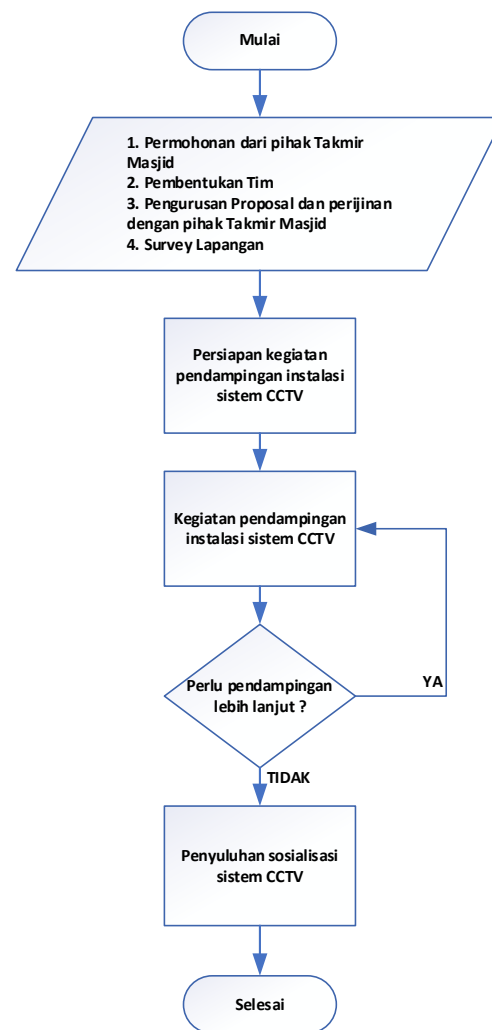 Mulai
1. Permohonan dari pihak Takmir
Masjid
2. Pembentukan Tim
3. Pengurusan Proposal dan perijinan
dengan pihak Takmir Masjid
4. Survey Lapangan
Persiapan kegiatan
pendampingan instalasi
sistem CCTV
Kegiatan pendampingan
instalasi sistem CCTV
Perlu pendampingan
lebih lanjut ?
YA
TIDAK
Penyuluhan sosialisasi
sistem CCTV
Selesai